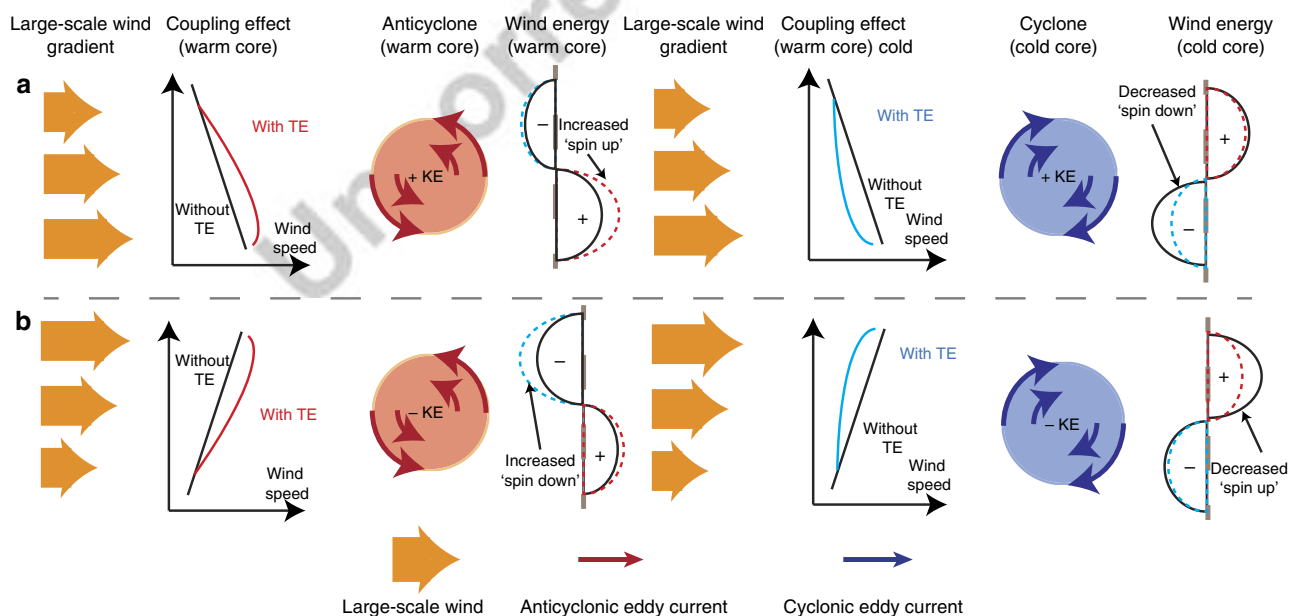 Large-scale wind
gradient
Coupling effect
(warm core)
Anticyclone
(warm core)
Wind energy
(warm core)
Large-scale wind
gradient
Coupling effect
(warm core) cold
Cyclone
(cold core)
Wind energy
(cold core)
a
With TE
Without
TE
Wind
speed
+ KE
−
Increased
‘spin up’
+
With TE
Without
TE
Wind
speed
+ KE
Decreased
‘spin down’
+
−
b
Without
TE
With TE
Wind
speed
− KE
−
Increased
‘spin down’
+
With TE
Without
TE
Wind
speed
− KE
+
−
Decreased
‘spin up’
Large-scale wind
Anticyclonic eddy current
Cyclonic eddy current